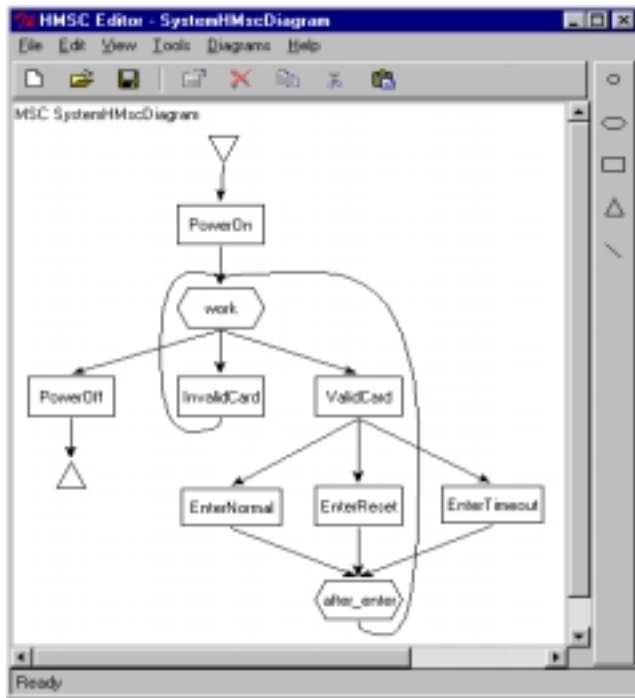 HMSC Editor - SystemHMscDiagram
File Edit View Tools Diagrams Help
MSC SystemHMscDiagram
PowerOn
work
PowerOff InvalidCard ValidCard
EnterNormal EnterReset EnterTimeout
after_enter
Ready